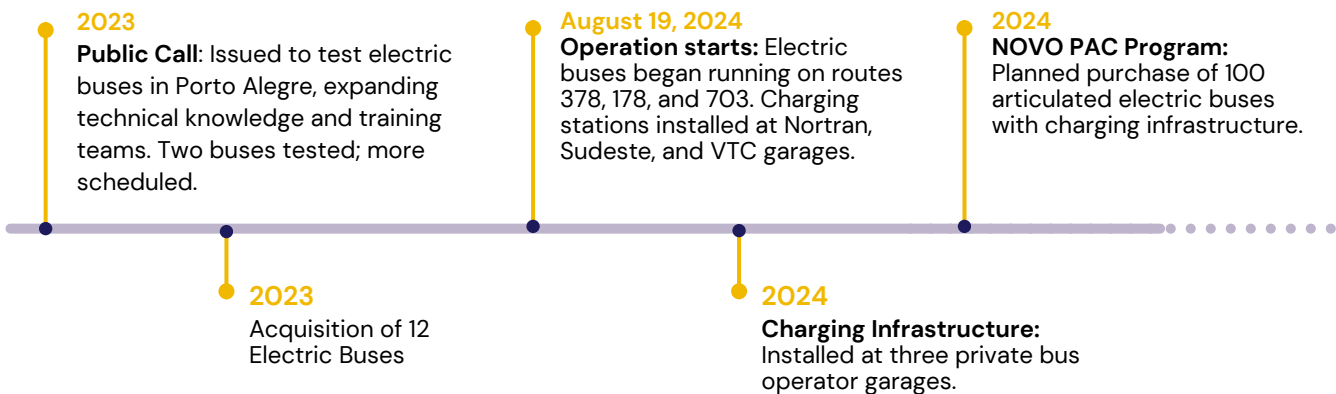 2023
Public Call: Issued to test electric
buses in Porto Alegre, expanding
technical knowledge and training
teams. Two buses tested; more
scheduled.
2023
Acquisition of 12
Electric Buses
August 19, 2024
Operation starts: Electric
buses began running on routes
378, 178, and 703. Charging
stations installed at Nortran,
Sudeste, and VTC garages.
2024
Charging Infrastructure:
Installed at three private bus
operator garages.
2024
NOVO PAC Program:
Planned purchase of 100
articulated electric buses
with charging infrastructure.